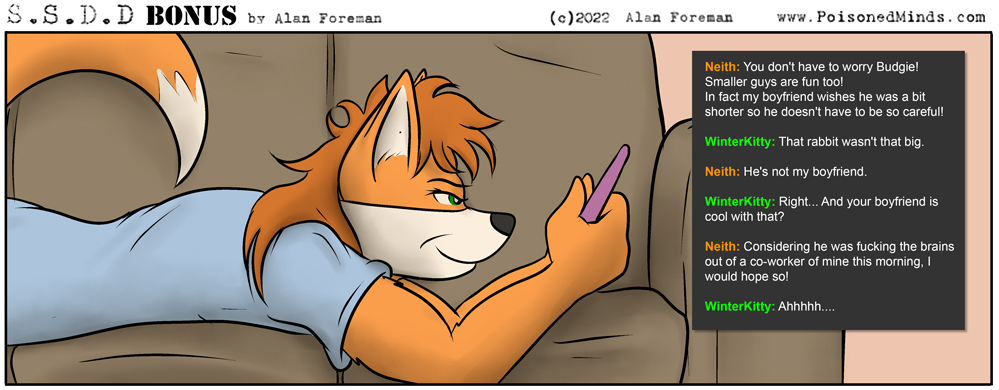 S.S.D.D BONUS by Alan Foreman (c)2022 Alan Foreman www.PoisonedMinds.com
Neith: You don't have to worry Budgie!
Smaller guys are fun too!
In fact my boyfriend wishes he was a bit
shorter so he doesn't have to be so careful!
WinterKitty: That rabbit wasn't that big.
Neith: He's not my boyfriend.
WinterKitty: Right... And your boyfriend is
cool with that?
Neith: Considering he was fucking the brains
out of a co-worker of mine this morning, I
would hope so!
WinterKitty: Ahhhhh....